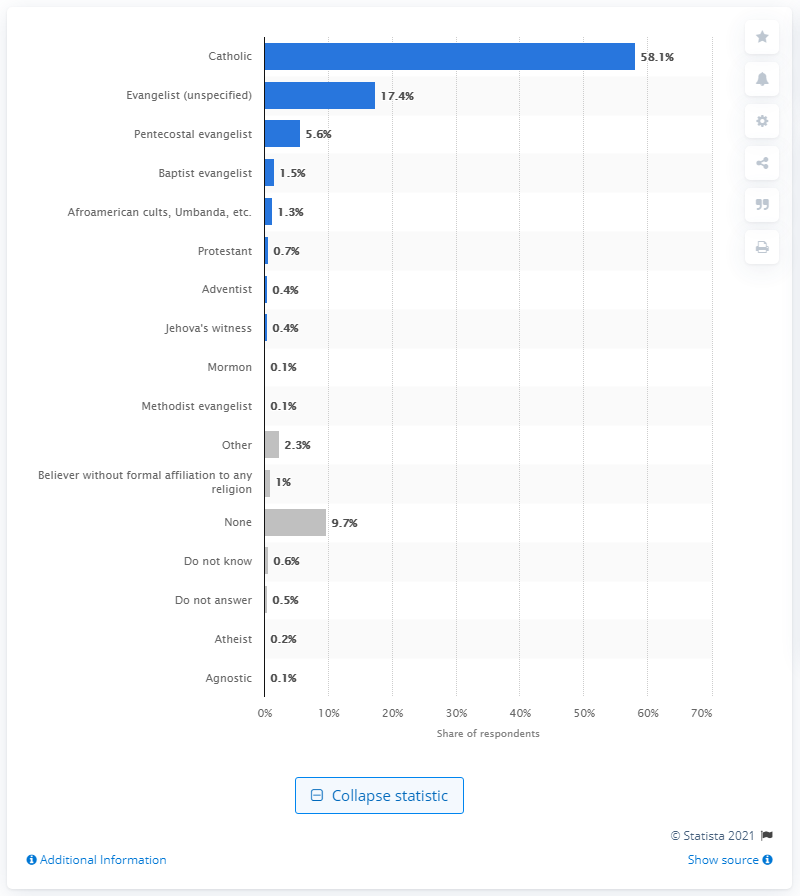 Catholic 58.1%
Evangelist (unspecified) 17.4%
Pentecostal evangelist 5.6%
Baptist evangelist 1.5%
Afroamerican cults, Umbanda, etc. 1.3%
Protestant 0.7%
Adventist 0.4%
Jehova's witness 0.4%
Mormon 0.1%
Methodist evangelist 0.1%
Other 2.3%
Believer without formal affiliation to any
religion 1%
None 9.7%
Do not know 0.6%
Do not answer 0.5%
Atheist 0.2%
Agnostic 0.1%
0% 10% 20% 30% 40% 50% 60% 70%
Share of respondents
Collapse statistic
© Statista 2021
Additional Information Show source